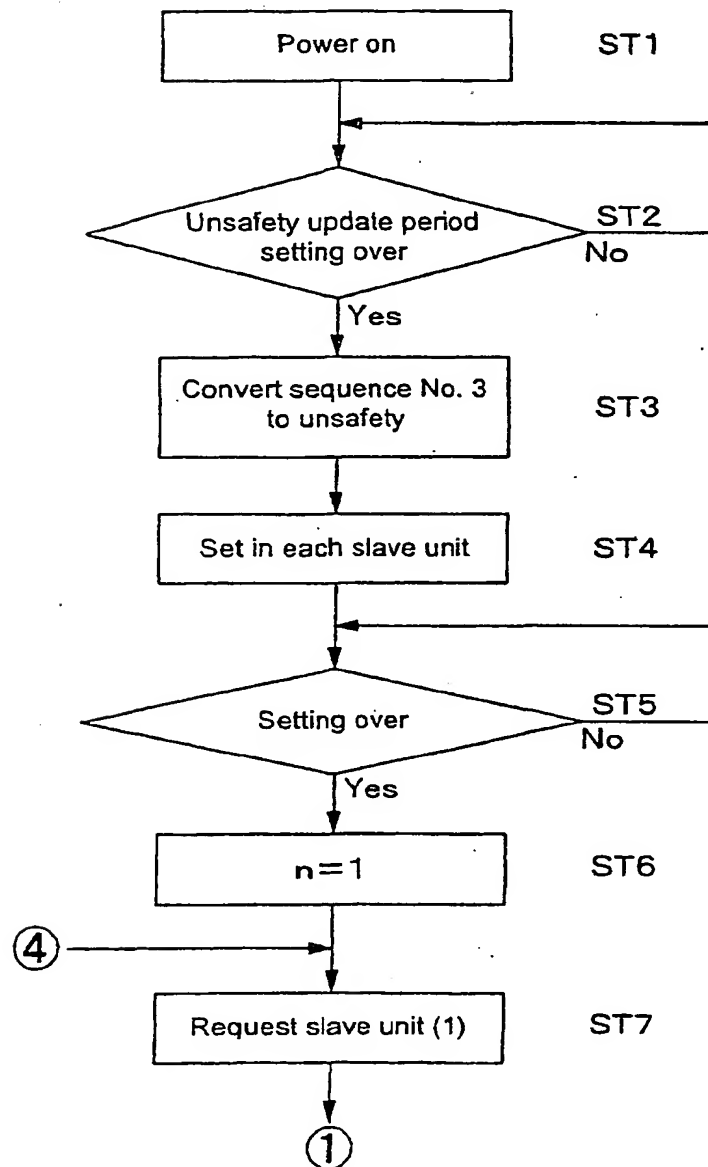 Power on
ST1
Unsafety update period
setting over
ST2
No
Yes
Convert sequence No. 3
to unsafety
ST3
Set in each slave unit
ST4
Setting over
ST5
No
Yes
n=1
ST6
④
Request slave unit (1)
ST7
①